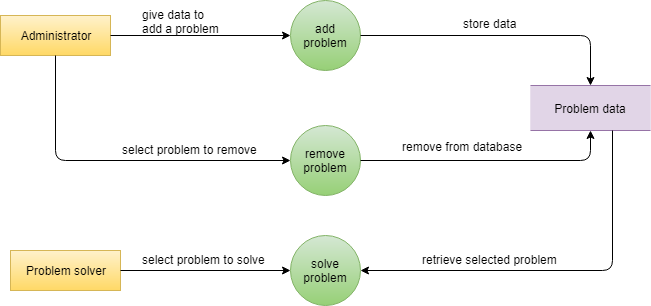 Administrator
give data to
add a problem
add
problem
store data
Problem data
select problem to remove
remove
problem
remove from database
Problem solver
select problem to solve
solve
problem
retrieve selected problem